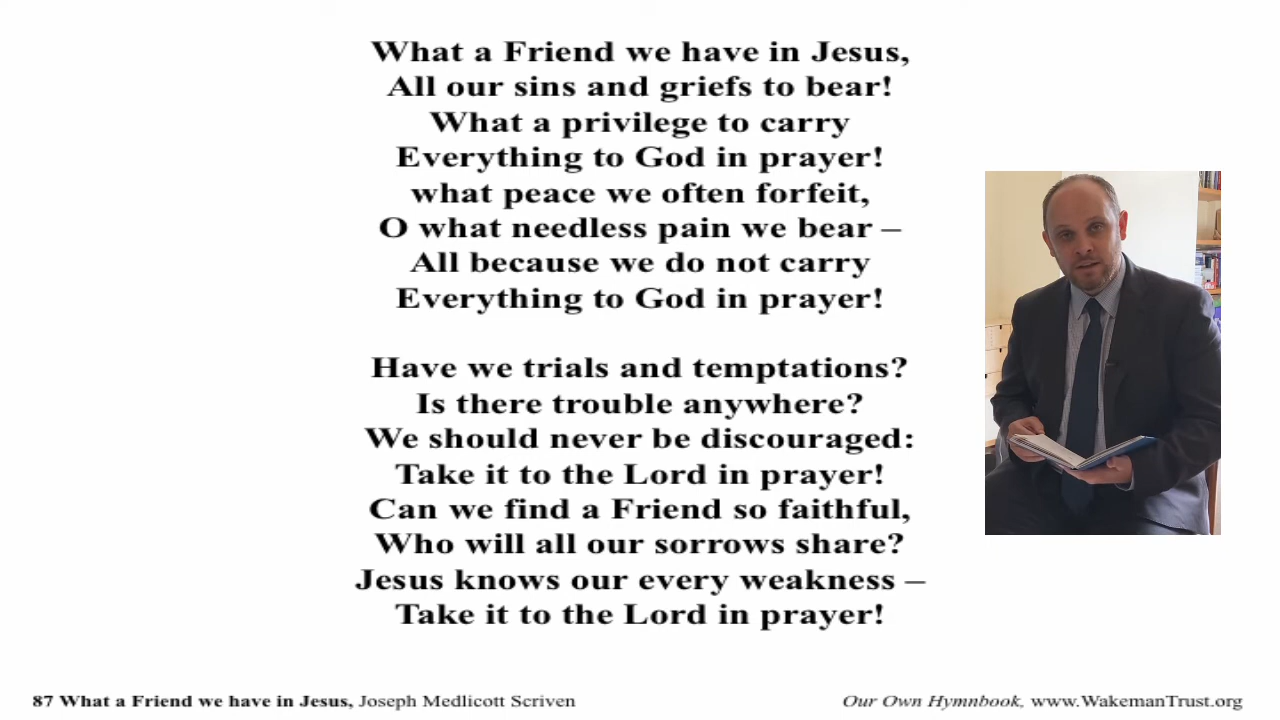 What a Friend we have in Jesus,
All our sins and griefs to bear!
What a privilege to carry
Everything to God in prayer!
what peace we often forfeit,
O what needless pain we bear –
All because we do not carry
Everything to God in prayer!
Have we trials and temptations?
Is there trouble anywhere?
We should never be discouraged:
Take it to the Lord in prayer!
Can we find a Friend so faithful,
Who will all our sorrows share?
Jesus knows our every weakness –
Take it to the Lord in prayer!
87 What a Friend we have in Jesus, Joseph Medlicott Scriven
Our Own Hymnbook, www.WakemanTrust.org